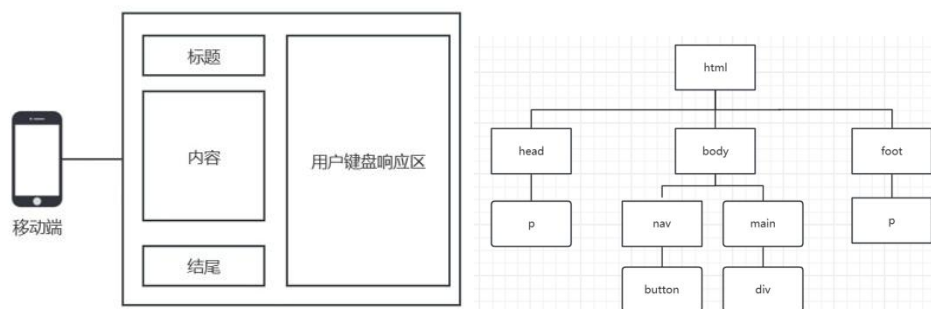 标题
内容
用户键盘响应区
移动端
结尾
html
head
body
foot
p
nav
main
p
button
div